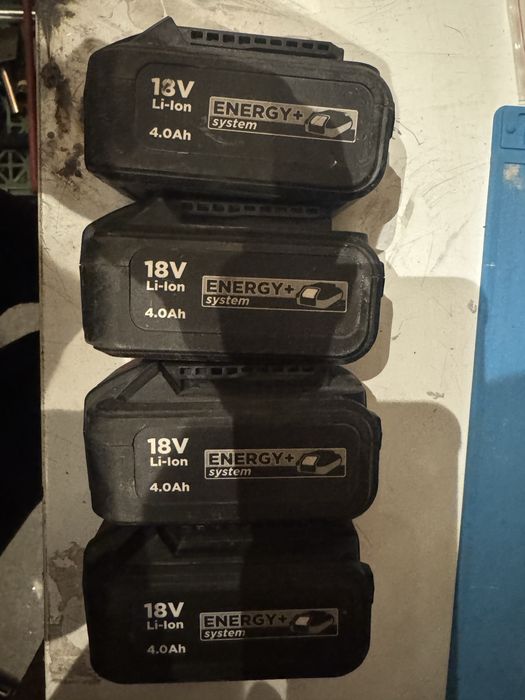 18V
Li-Ion
4.0Ah
ENERGY+
system
18V
Li-Ion
4.0Ah
ENERGY+
system
18V
Li-Ion
4.0Ah
ENERGY+
system
18V
Li-Ion
4.0Ah
ENERGY+
system